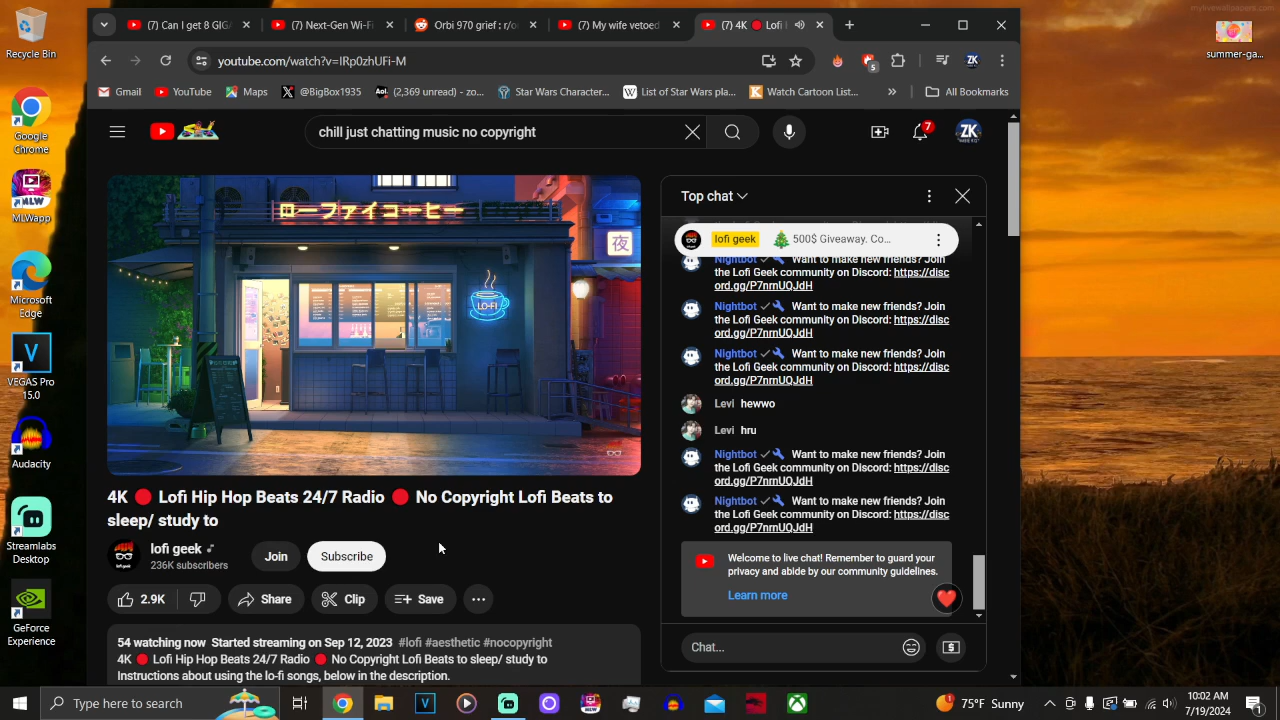 mylivewallpapers.com
Recycle Bin
summer-ga...
Google
Chrome
MLWapp
Microsoft
Edge
VEGAS Pro
15.0
Audacity
Streamlabs
Desktop
GeForce
Experience
(7) Can I get 8 GIG
(7) Next-Gen Wi-Fi
Orbi 970 grief : r/o
(7) My wife vetoed
(7) 4K 🔴 Lofi
youtube.com/watch?v=IRp0zhUFi-M
5
ZK
Gmail
YouTube
Maps
@BigBox1935
Aol.
(2,369 unread) - zo...
Star Wars Character...
W
List of Star Wars pla...
K
Watch Cartoon List...
»
All Bookmarks
chill just chatting music no copyright
7
ZK
ローファイコーヒー
夜
LO-FI
Top chat
lofi geek 🎄 500$ Giveaway. Co...
Nightbot Want to make new friends? Join
the Lofi Geek community on Discord: https://disc
ord.gg/P7nrnUQJdH
Nightbot Want to make new friends? Join
the Lofi Geek community on Discord: https://disc
ord.gg/P7nrnUQJdH
Nightbot Want to make new friends? Join
the Lofi Geek community on Discord: https://disc
ord.gg/P7nrnUQJdH
Levi hewwo
Levi hru
Nightbot Want to make new friends? Join
the Lofi Geek community on Discord: https://disc
ord.gg/P7nrnUQJdH
Nightbot Want to make new friends? Join
the Lofi Geek community on Discord: https://disc
ord.gg/P7nrnUQJdH
Welcome to live chat! Remember to guard your
privacy and abide by our community guidelines.
Learn more
Chat...
4K 🔴 Lofi Hip Hop Beats 24/7 Radio 🔴 No Copyright Lofi Beats to
sleep/ study to
lofi geek
236K subscribers
Join
Subscribe
2.9K
Share
Clip
Save
...
54 watching now Started streaming on Sep 12, 2023 #lofi #aesthetic #nocopyright
4K 🔴 Lofi Hip Hop Beats 24/7 Radio 🔴 No Copyright Lofi Beats to sleep/ study to
Instructions about using the lo-fi songs, below in the description.
Type here to search
1
75°F Sunny
10:02 AM
7/19/2024
1